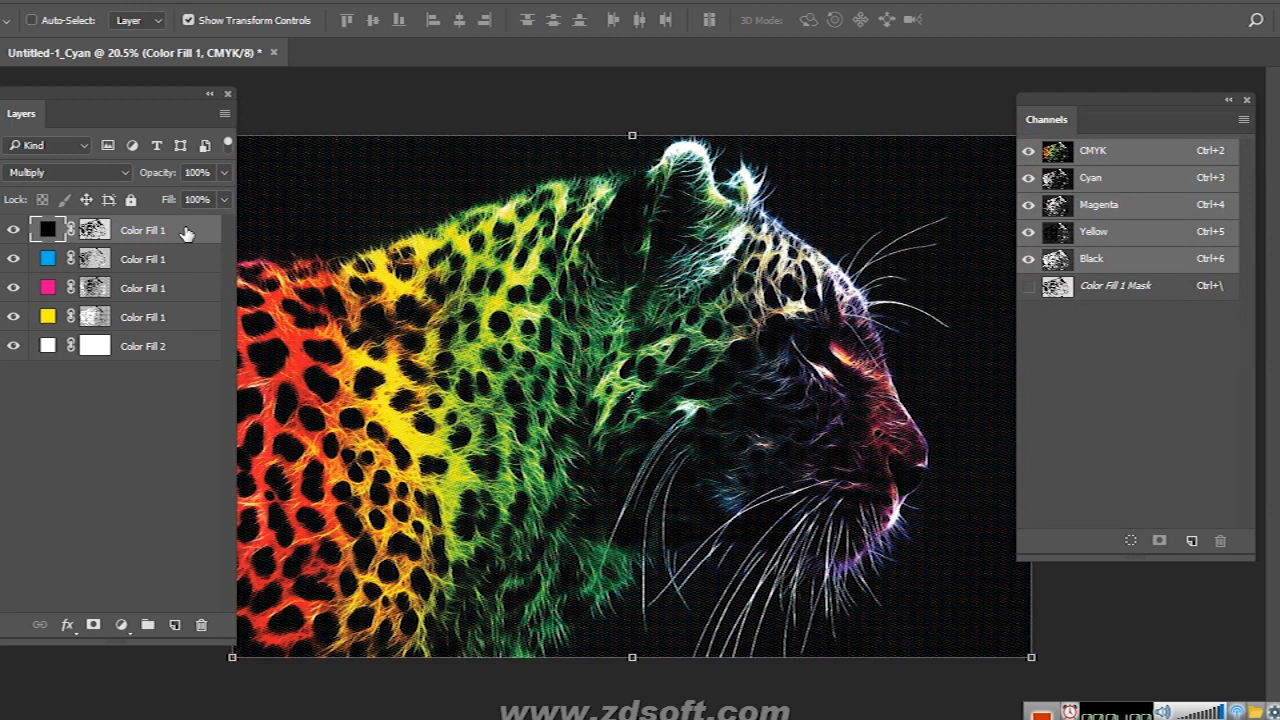 Auto-Select: Layer Show Transform Controls 3D Mode:
Untitled-1_Cyan @ 20.5% (Color Fill 1, CMYK/8) *
Layers
Kind
Multiply Opacity: 100%
Lock: Fill: 100%
Color Fill 1
Color Fill 1
Color Fill 1
Color Fill 1
Color Fill 2
fx
Channels
CMYK Ctrl+2
Cyan Ctrl+3
Magenta Ctrl+4
Yellow Ctrl+5
Black Ctrl+6
Color Fill 1 Mask Ctrl+\
www.zdsoft.com